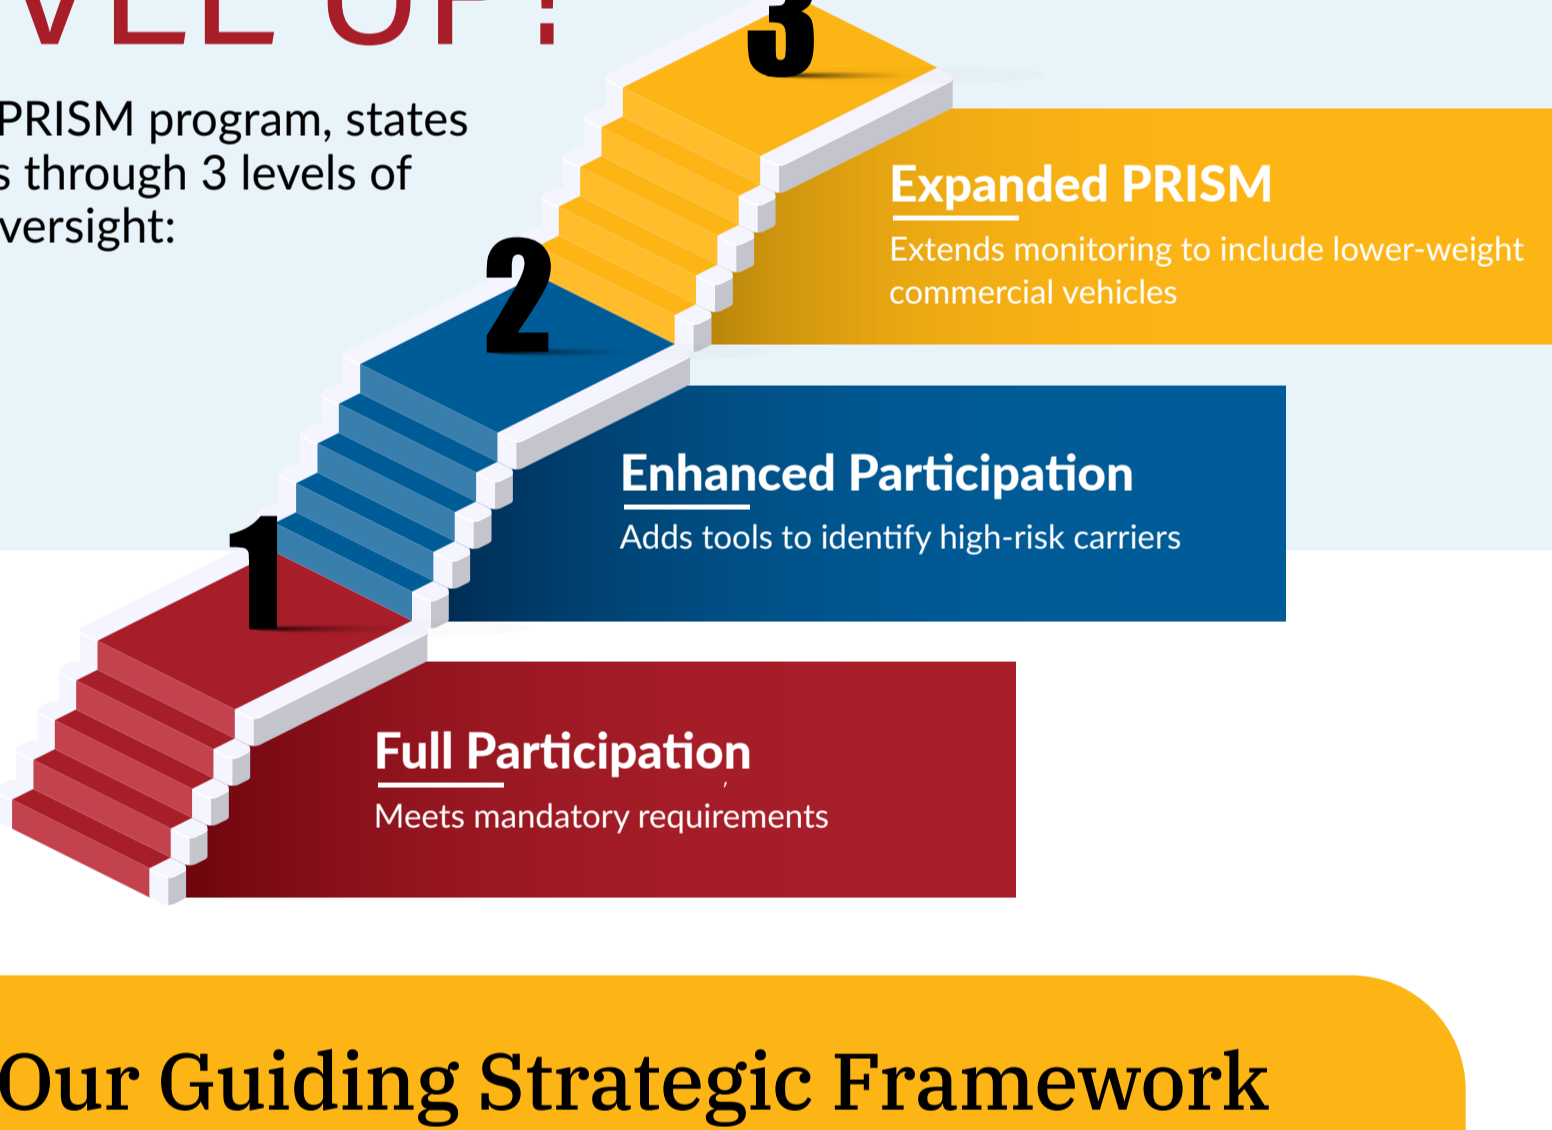 VEL UP!
PRISM program, states
s through 3 levels of
versight:
3
Expanded PRISM
Extends monitoring to include lower-weight
commercial vehicles
2
Enhanced Participation
Adds tools to identify high-risk carriers
1
Full Participation
Meets mandatory requirements
Our Guiding Strategic Framework